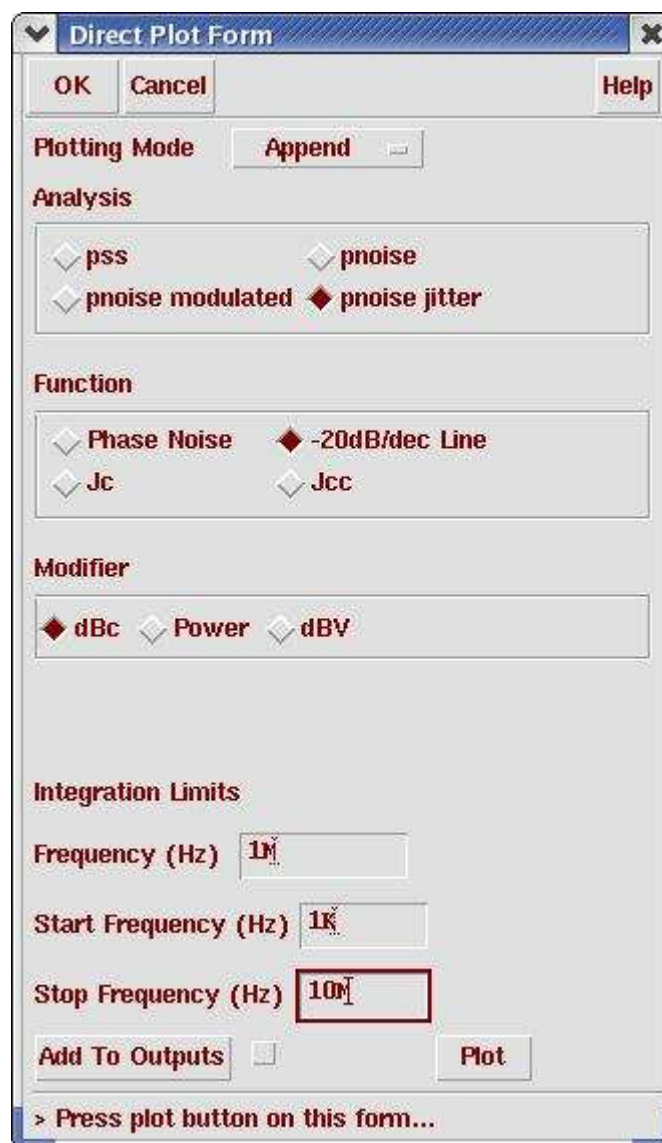 Direct Plot Form
OK Cancel Help
Plotting Mode Append
Analysis
pss pnoise
pnoise modulated pnoise jitter
Function
Phase Noise -20dB/dec Line
Jc Jcc
Modifier
dBc Power dBV
Integration Limits
Frequency (Hz) 1M
Start Frequency (Hz) 1K
Stop Frequency (Hz) 10M
Add To Outputs Plot
> Press plot button on this form...